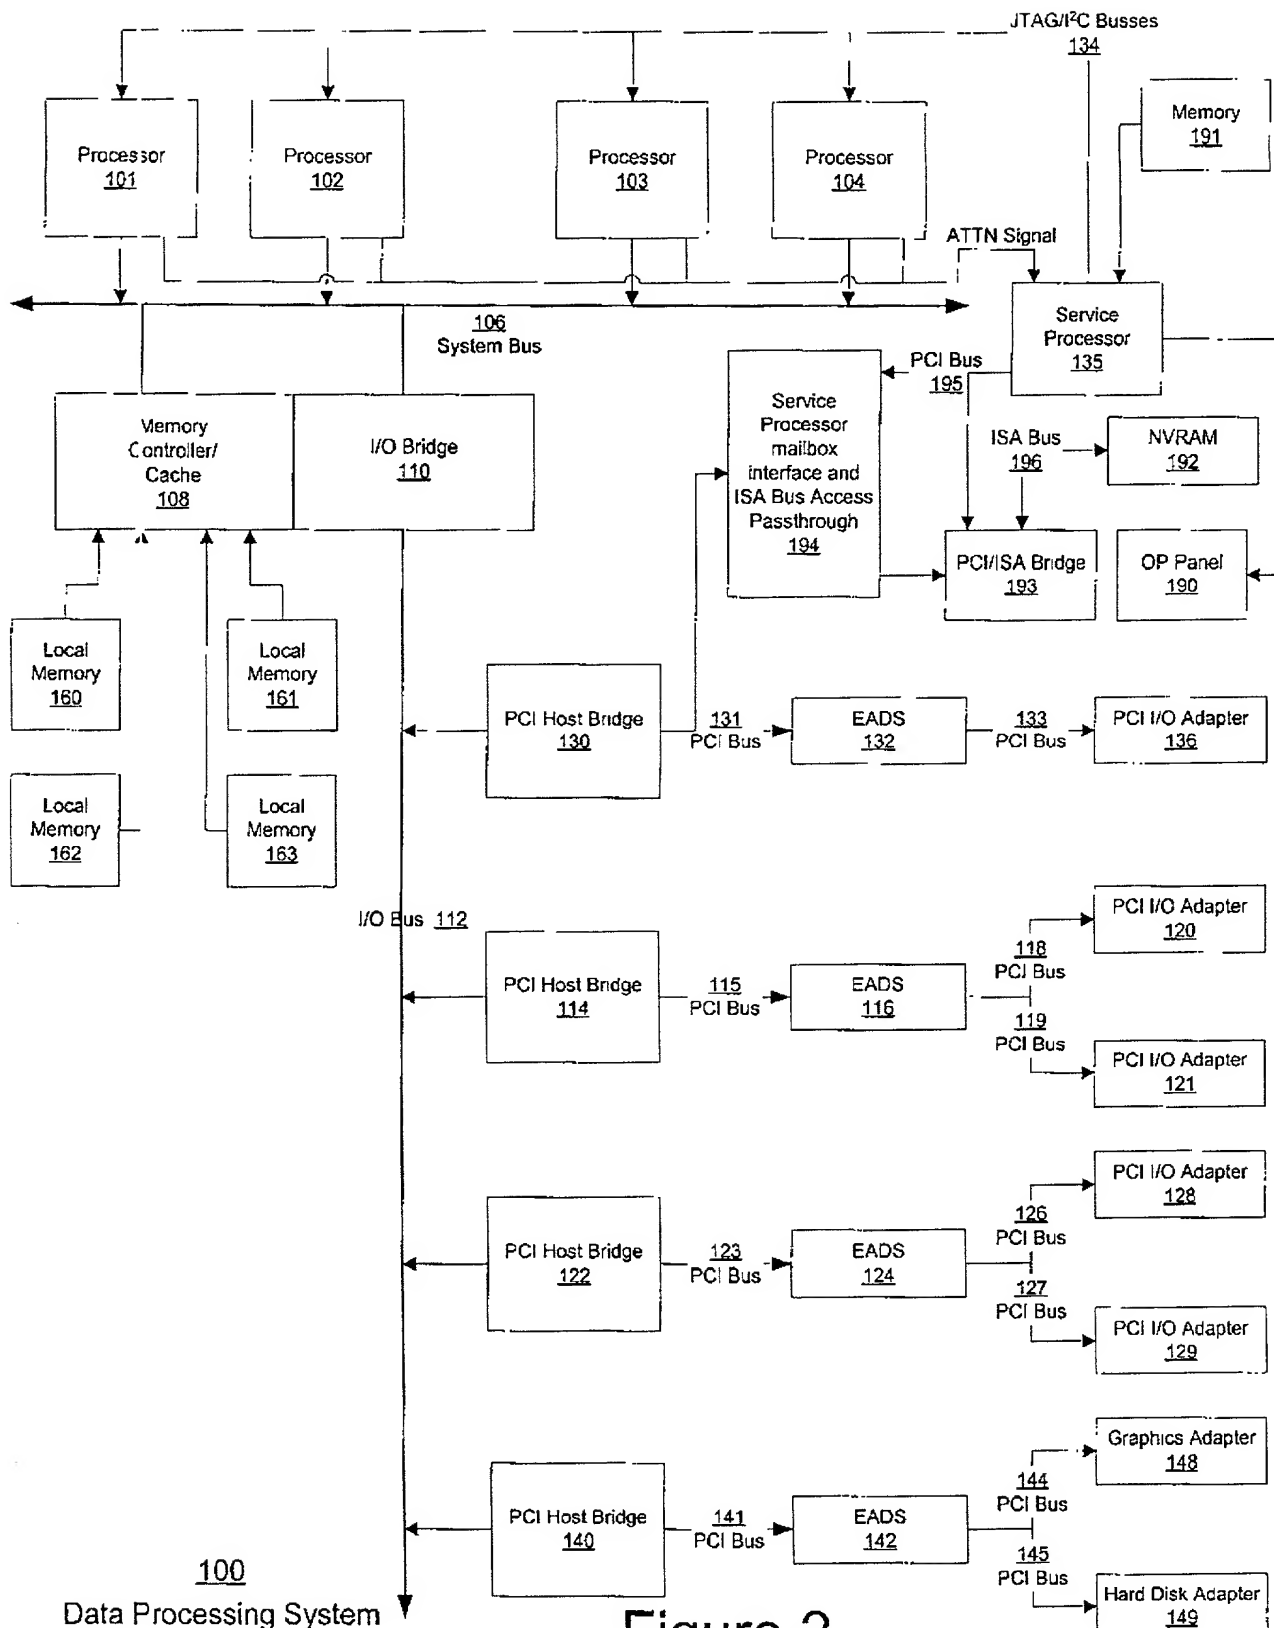 JTAG/I²C Busses
134
Memory
191
Processor
101
Processor
102
Processor
103
Processor
104
ATTN Signal
106
System Bus
Service
Processor
135
PCI Bus
195
Memory
Controller/
Cache
108
I/O Bridge
110
Service
Processor
mailbox
interface and
ISA Bus Access
Passthrough
194
ISA Bus
196
NVRAM
192
PCI/ISA Bridge
193
OP Panel
190
Local
Memory
160
Local
Memory
161
Local
Memory
162
Local
Memory
163
PCI Host Bridge
130
131
PCI Bus
EADS
132
133
PCI Bus
PCI I/O Adapter
136
I/O Bus 112
PCI Host Bridge
114
115
PCI Bus
EADS
116
118
PCI Bus
119
PCI Bus
PCI I/O Adapter
120
PCI I/O Adapter
121
PCI Host Bridge
122
123
PCI Bus
EADS
124
126
PCI Bus
127
PCI Bus
PCI I/O Adapter
128
PCI I/O Adapter
129
PCI Host Bridge
140
141
PCI Bus
EADS
142
144
PCI Bus
145
PCI Bus
Graphics Adapter
148
Hard Disk Adapter
149
100
Data Processing System